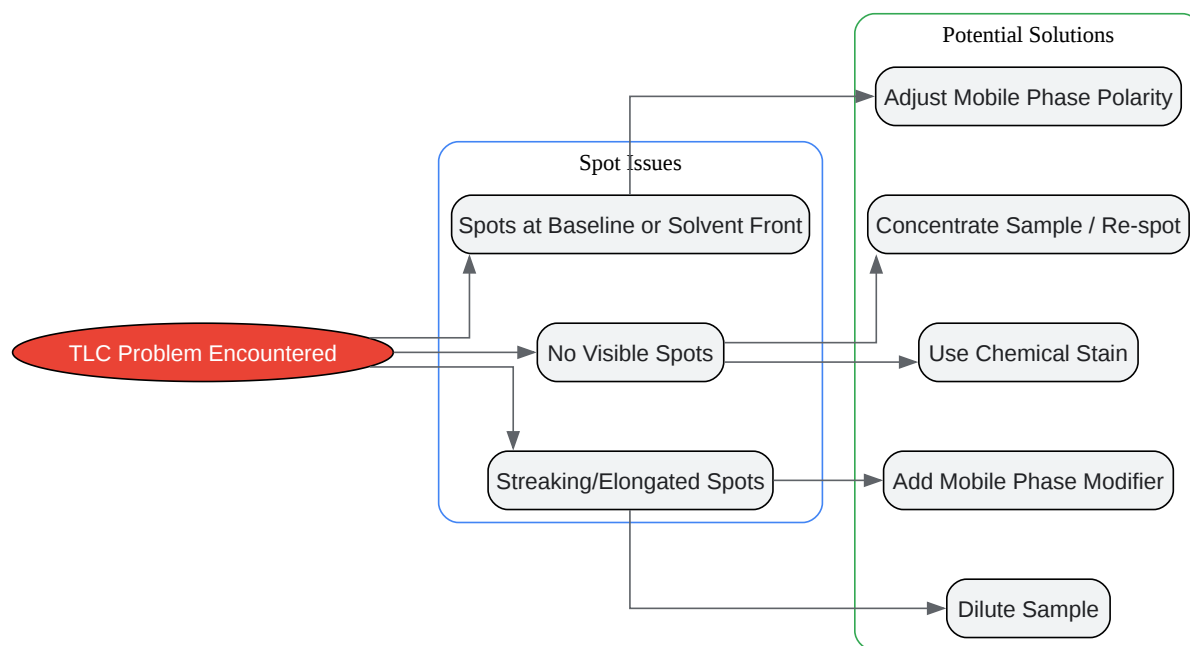 Potential Solutions
Adjust Mobile Phase Polarity
Spot Issues
Spots at Baseline or Solvent Front
Concentrate Sample / Re-spot
TLC Problem Encountered
No Visible Spots
Use Chemical Stain
Streaking/Elongated Spots
Add Mobile Phase Modifier
Dilute Sample